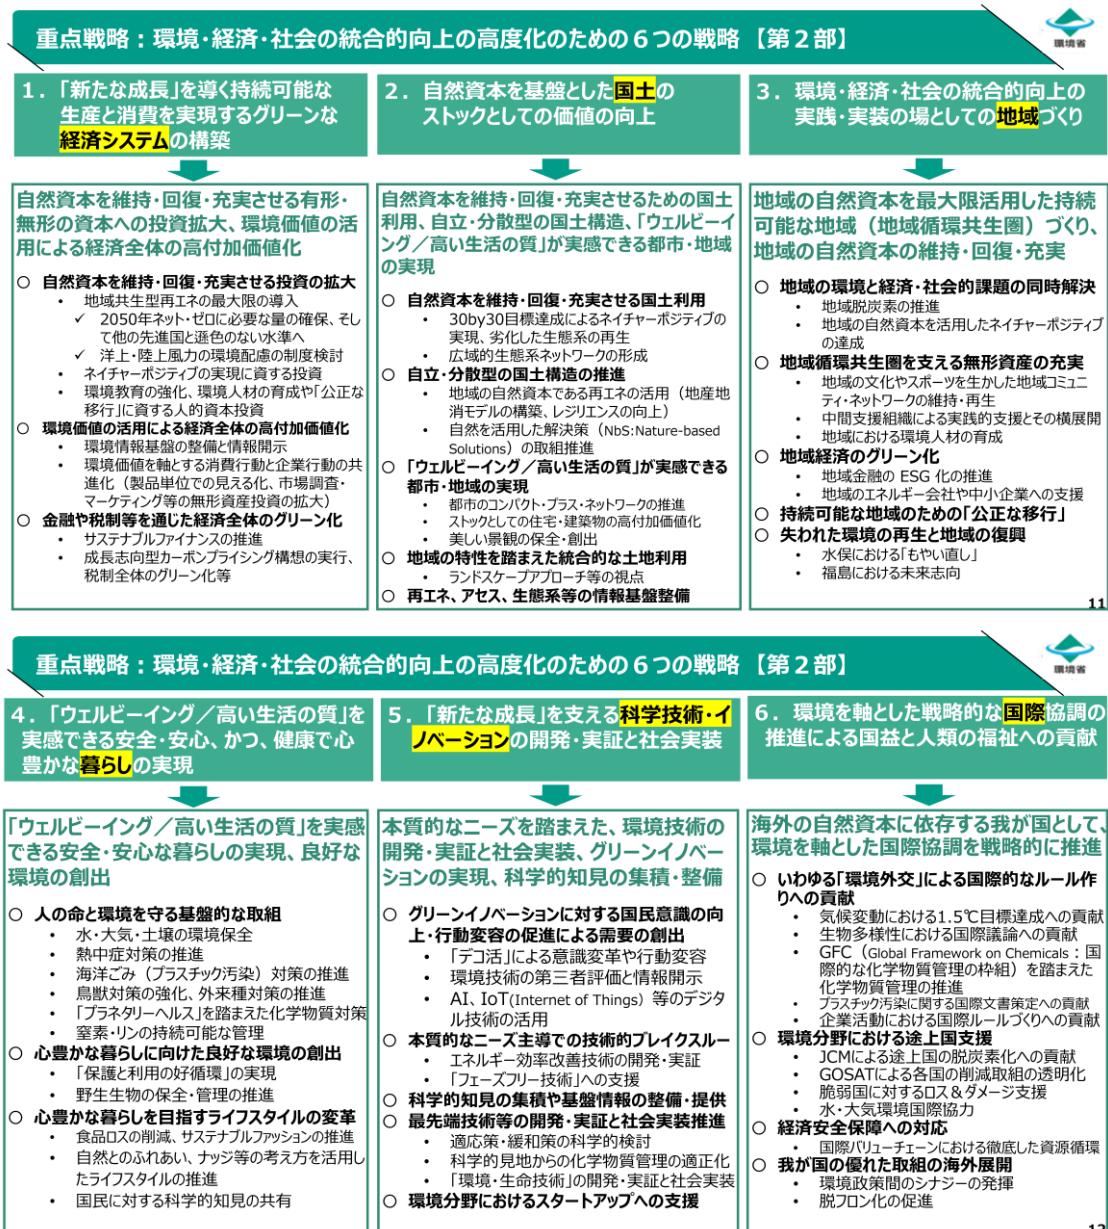 重点戦略：環境・経済・社会の統合的向上の高度化のための６つの戦略 【第２部】
環境省
１．「新たな成長」を導く持続可能な
生産と消費を実現するグリーンな
経済システムの構築
自然資本を維持・回復・充実させる有形・
無形の資本への投資拡大、環境価値の活
用による経済全体の高付加価値化
○ 自然資本を維持・回復・充実させる投資の拡大
• 地域共生型再エネの最大限の導入
✓ 2050年ネット・ゼロに必要な量の確保、そし
て他の先進国と遜色のない水準へ
✓ 洋上・陸上風力の環境配慮の制度検討
• ネイチャーポジティブの実現に資する投資
• 環境教育の強化、環境人材の育成や「公正な
移行」に資する人的資本投資
○ 環境価値の活用による経済全体の高付加価値化
• 環境情報基盤の整備と情報開示
• 環境価値を軸とする消費行動と企業行動の共
進化（製品単位での見える化、市場調査・
マーケティング等の無形資産投資の拡大）
○ 金融や税制等を通じた経済全体のグリーン化
• サステナブルファイナンスの推進
• 成長志向型カーボンプライシング構想の実行、
税制全体のグリーン化等
２．自然資本を基盤とした国土の
ストックとしての価値の向上
自然資本を維持・回復・充実させるための国土
利用、自立・分散型の国土構造、「ウェルビーイ
ング／高い生活の質」が実感できる都市・地域
の実現
○ 自然資本を維持・回復・充実させる国土利用
• 30by30目標達成によるネイチャーポジティブの
実現、劣化した生態系の再生
• 広域的生態系ネットワークの形成
○ 自立・分散型の国土構造の推進
• 地域の自然資本である再エネの活用（地産地
消モデルの構築、レジリエンスの向上）
• 自然を活用した解決策（NbS:Nature-based
Solutions）の取組推進
○ 「ウェルビーイング／高い生活の質」が実感できる
都市・地域の実現
• 都市のコンパクト・プラス・ネットワークの推進
• ストックとしての住宅・建築物の高付加価値化
• 美しい景観の保全・創出
○ 地域の特性を踏まえた統合的な土地利用
• ランドスケープアプローチ等の視点
○ 再エネ、アセス、生態系等の情報基盤整備
３．環境・経済・社会の統合的向上の
実践・実装の場としての地域づくり
地域の自然資本を最大限活用した持続
可能な地域（地域循環共生圏）づくり、
地域の自然資本の維持・回復・充実
○ 地域の環境と経済・社会的課題の同時解決
• 地域脱炭素の推進
• 地域の自然資本を活用したネイチャーポジティブ
の達成
○ 地域循環共生圏を支える無形資産の充実
• 地域の文化やスポーツを生かした地域コミュニ
ティ・ネットワークの維持・再生
• 中間支援組織による実践的支援とその横展開
• 地域における環境人材の育成
○ 地域経済のグリーン化
• 地域金融の ESG 化の推進
• 地域のエネルギー会社や中小企業への支援
○ 持続可能な地域のための「公正な移行」
○ 失われた環境の再生と地域の復興
• 水俣における「もやい直し」
• 福島における未来志向
11
重点戦略：環境・経済・社会の統合的向上の高度化のための６つの戦略 【第２部】
環境省
４．「ウェルビーイング／高い生活の質」を
実感できる安全・安心、かつ、健康で心
豊かな暮らしの実現
「ウェルビーイング／高い生活の質」を実感
できる安全・安心な暮らしの実現、良好な
環境の創出
○ 人の命と環境を守る基盤的な取組
• 水・大気・土壌の環境保全
• 熱中症対策の推進
• 海洋ごみ（プラスチック汚染）対策の推進
• 鳥獣対策の強化、外来種対策の推進
• 「プラネタリーヘルス」を踏まえた化学物質対策
• 窒素・リンの持続可能な管理
○ 心豊かな暮らしに向けた良好な環境の創出
• 「保護と利用の好循環」の実現
• 野生生物の保全・管理の推進
○ 心豊かな暮らしを目指すライフスタイルの変革
• 食品ロスの削減、サステナブルファッションの推進
• 自然とのふれあい、ナッジ等の考え方を活用し
たライフスタイルの推進
• 国民に対する科学的知見の共有
５．「新たな成長」を支える科学技術・イ
ノベーションの開発・実証と社会実装
本質的なニーズを踏まえた、環境技術の
開発・実証と社会実装、グリーンイノベー
ションの実現、科学的知見の集積・整備
○ グリーンイノベーションに対する国民意識の向
上・行動変容の促進による需要の創出
• 「デコ活」による意識変革や行動変容
• 環境技術の第三者評価と情報開示
• AI、IoT(Internet of Things) 等のデジタ
ル技術の活用
○ 本質的なニーズ主導での技術的ブレイクスルー
• エネルギー効率改善技術の開発・実証
• 「フェーズフリー技術」への支援
○ 科学的知見の集積や基盤情報の整備・提供
○ 最先端技術等の開発・実証と社会実装推進
• 適応策・緩和策の科学的検討
• 科学的見地からの化学物質管理の適正化
• 「環境・生命技術」の開発・実証と社会実装
○ 環境分野におけるスタートアップへの支援
６．環境を軸とした戦略的な国際協調の
推進による国益と人類の福祉への貢献
海外の自然資本に依存する我が国として、
環境を軸とした国際協調を戦略的に推進
○ いわゆる「環境外交」による国際的なルール作
りへの貢献
• 気候変動における1.5℃目標達成への貢献
• 生物多様性における国際議論への貢献
• GFC（Global Framework on Chemicals：国
際的な化学物質管理の枠組）を踏まえた
化学物質管理の推進
• プラスチック汚染に関する国際文書策定への貢献
• 企業活動における国際ルールづくりへの貢献
○ 環境分野における途上国支援
• JCMによる途上国の脱炭素化への貢献
• GOSATによる各国の削減取組の透明化
• 脆弱国に対するロス＆ダメージ支援
• 水・大気環境国際協力
○ 経済安全保障への対応
• 国際バリューチェーンにおける徹底した資源循環
○ 我が国の優れた取組の海外展開
• 環境政策間のシナジーの発揮
• 脱フロン化の促進
12